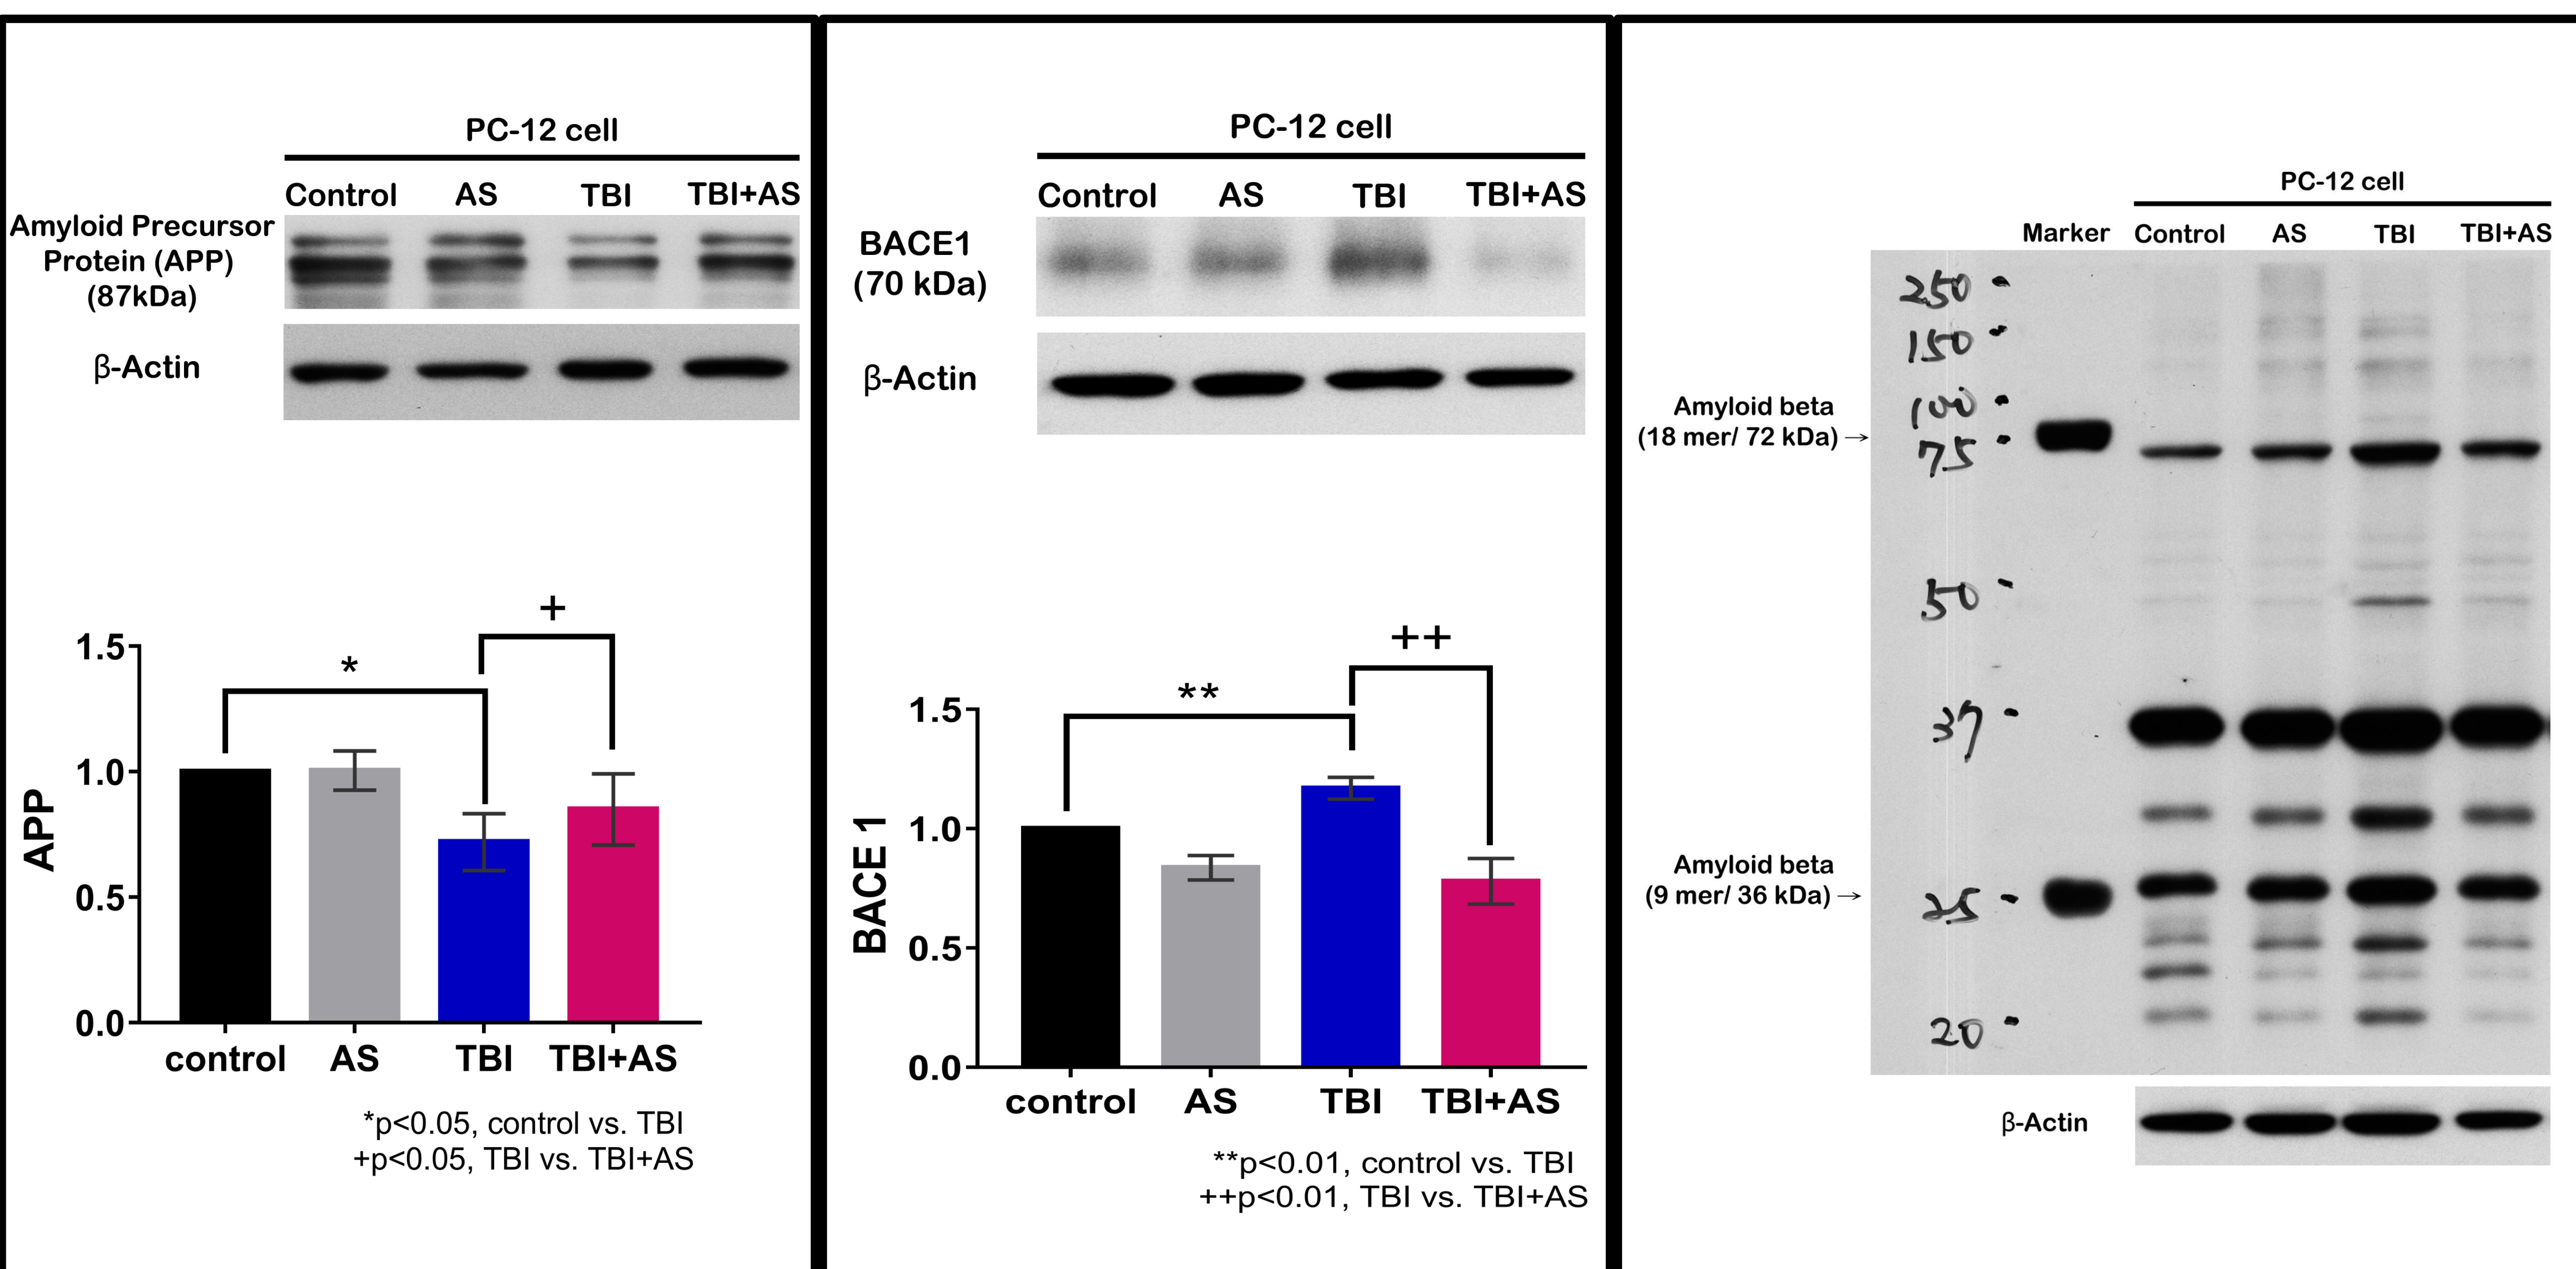 PC-12 cell
Control AS TBI TBI+AS
Amyloid Precursor
Protein (APP)
(87kDa)
β-Actin
+
*
1.5
1.0
0.5
0.0
APP
control AS TBI TBI+AS
*p<0.05, control vs. TBI
+p<0.05, TBI vs. TBI+AS
PC-12 cell
Control AS TBI TBI+AS
BACE1
(70 kDa)
β-Actin
++
**
1.5
1.0
0.5
0.0
BACE 1
control AS TBI TBI+AS
**p<0.01, control vs. TBI
++p<0.01, TBI vs. TBI+AS
PC-12 cell
Marker Control AS TBI TBI+AS
250
150
100
Amyloid beta
(18 mer/ 72 kDa) →
75
50
37
Amyloid beta
(9 mer/ 36 kDa) →
25
20
β-Actin